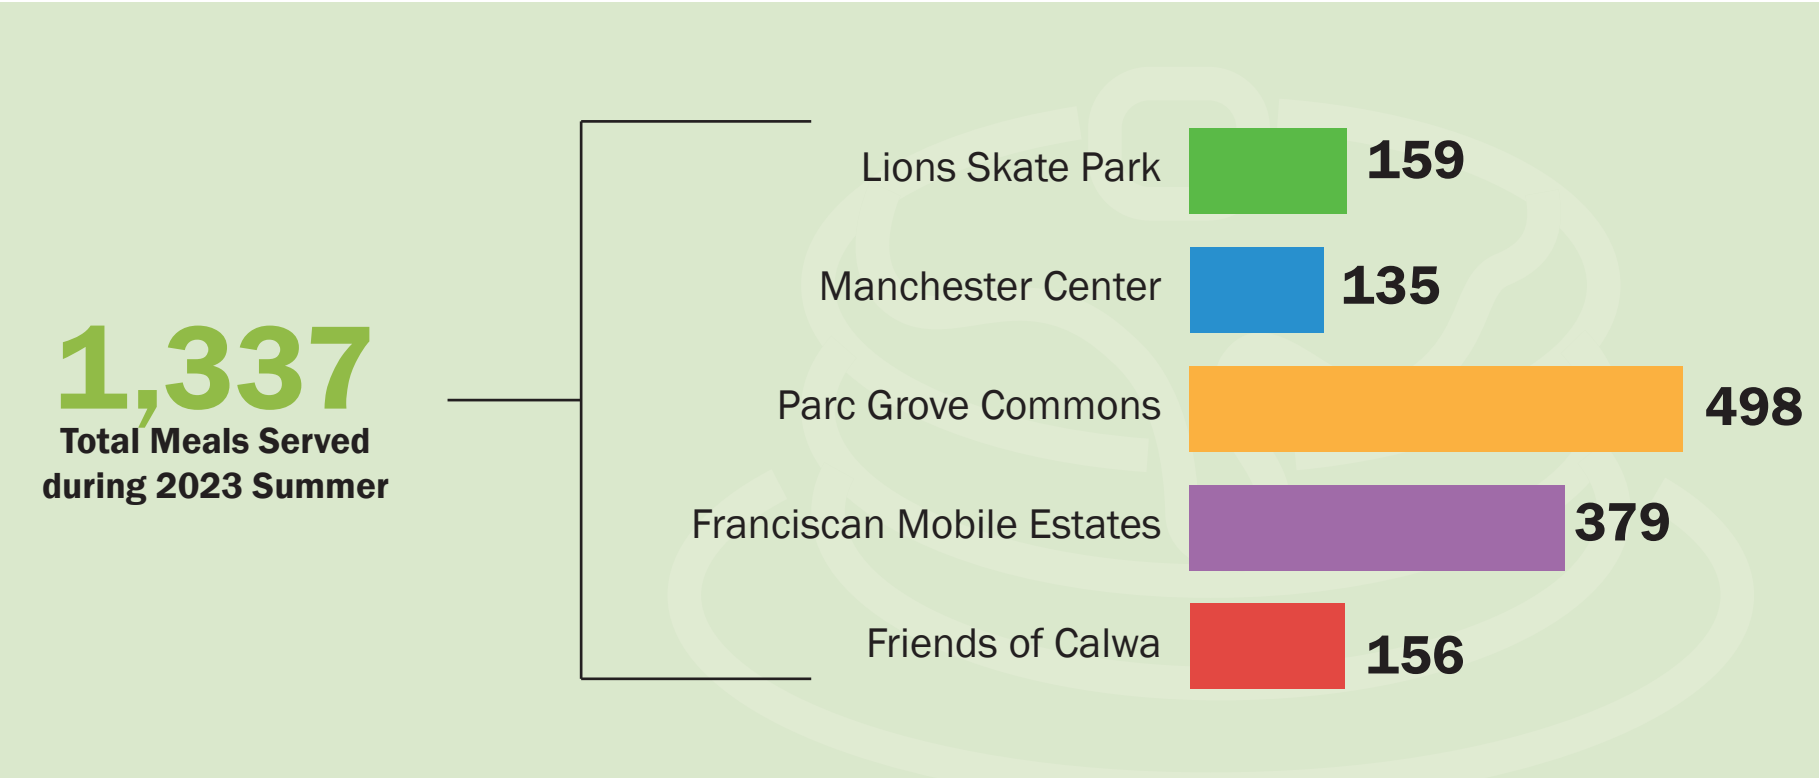 1,337
Total Meals Served
during 2023 Summer
Lions Skate Park 159
Manchester Center 135
Parc Grove Commons 498
Franciscan Mobile Estates 379
Friends of Calwa 156